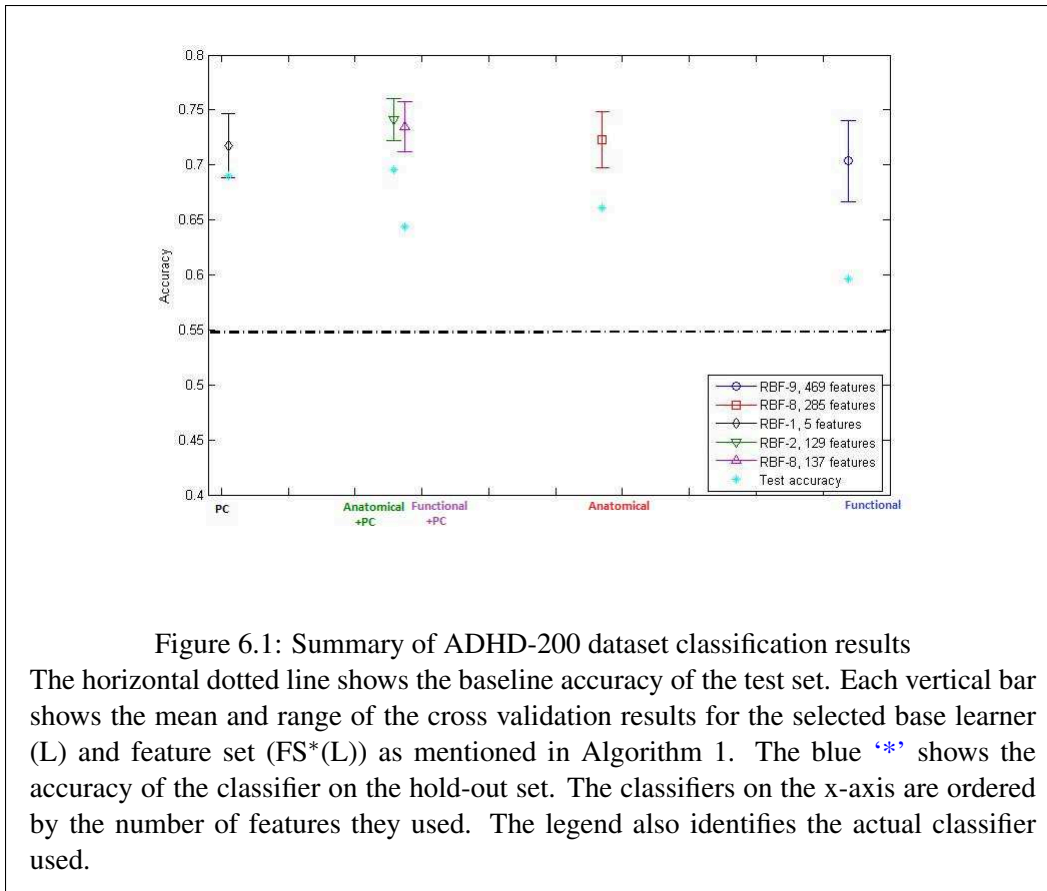 0.8
0.75
0.7
0.65
0.6
0.55
0.5
0.45
0.4
Accuracy
RBF-9, 469 features
RBF-8, 285 features
RBF-1, 5 features
RBF-2, 129 features
RBF-8, 137 features
Test accuracy
PC
Anatomical +PC
Functional +PC
Anatomical
Functional
Figure 6.1: Summary of ADHD-200 dataset classification results
The horizontal dotted line shows the baseline accuracy of the test set. Each vertical bar
shows the mean and range of the cross validation results for the selected base learner
(L) and feature set (FS*(L)) as mentioned in Algorithm 1. The blue ‘*’ shows the
accuracy of the classifier on the hold-out set. The classifiers on the x-axis are ordered
by the number of features they used. The legend also identifies the actual classifier
used.